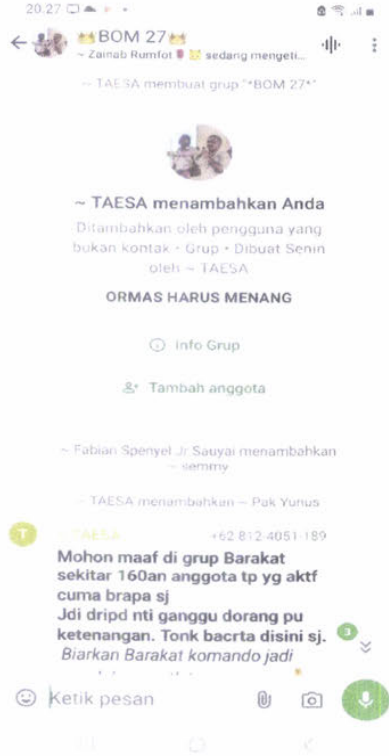 20.27
BOM 27
~ Zainab Rumfot sedang mengeti...
~ TAESA membuat grup "*BOM 27*"
~ TAESA menambahkan Anda
Ditambahkan oleh pengguna yang
bukan kontak • Grup • Dibuat Senin
oleh ~ TAESA
ORMAS HARUS MENANG
Info Grup
Tambah anggota
~ Fabian Spenyel Jr Sauyai menambahkan
~ semmy
~ TAESA menambahkan ~ Pak Yunus
T
~ TAESA
+62 812-4051-189
Mohon maaf di grup Barakat
sekitar 160an anggota tp yg aktf
cuma brapa sj
Jdi dripd nti ganggu dorang pu
ketenangan. Tonk bacrta disini sj.
3
Biarkan Barakat komando jadi
Ketik pesan